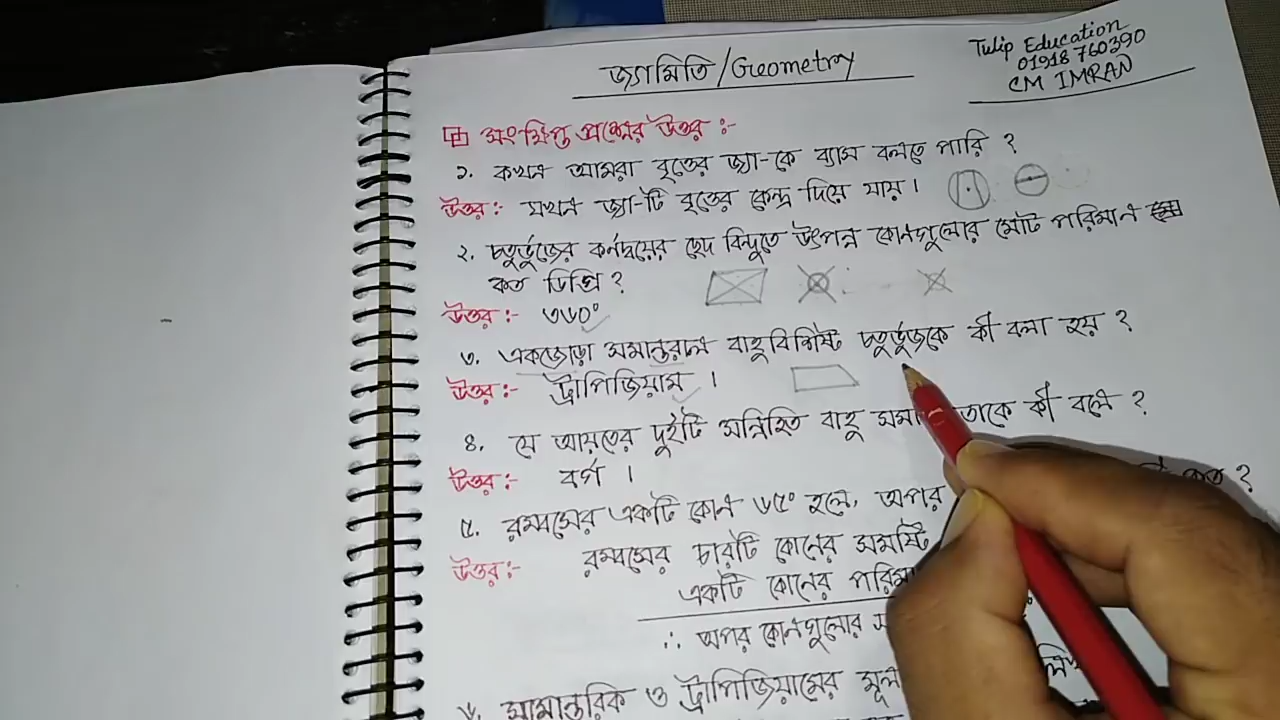 জ্যামিতি/Geometry
Tulip Education
01918 760390
CM IMRAN
সংক্ষিপ্ত প্রশ্নের উত্তর :-
১. কখন আমরা বৃত্তের জ্যা-কে ব্যাস বলতে পারি ?
উত্তর : যখন জ্যা-টি বৃত্তের কেন্দ্র দিয়ে যায় ।
২. চতুর্ভুজের কর্ণদ্বয়ের ছেদ বিন্দুতে উৎপন্ন কোনগুলোর মোট পরিমান
কত ডিগ্রি ?
উত্তর :- ৩৬০°
৩. একজোড়া সমান্তরাল বাহুবিশিষ্ট চতুর্ভুজকে কী বলা হয় ?
উত্তর :- ট্রাপিজিয়াম ।
৪. যে আয়তের দুইটি সন্নিহিত বাহু তাকে কী বলে ?
উত্তর :- বর্গ ।
৫. রম্বসের একটি কোন ৬৫° হলে, অপর কত ?
উত্তর :- রম্বসের চারটি কোনের সমষ্টি
একটি কোনের
∴ অপর কোনগুলোর
৬. সামান্তরিক ও ট্রাপিজিয়ামের